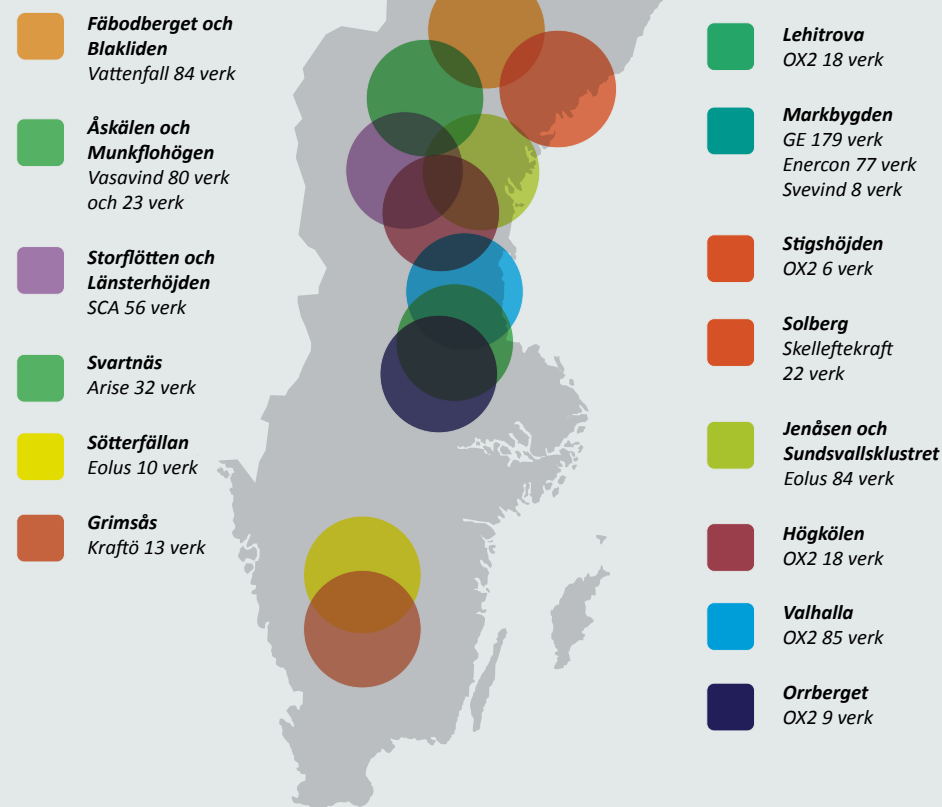 Fäbodberget och
Blakliden
Vattenfall 84 verk
Åskälen och
Munkflohögen
Vasavind 80 verk
och 23 verk
Storflötten och
Länsterhöjden
SCA 56 verk
Svartnäs
Arise 32 verk
Sötterfällan
Eolus 10 verk
Grimsås
Kraftö 13 verk
Lehitrova
OX2 18 verk
Markbygden
GE 179 verk
Enercon 77 verk
Svevind 8 verk
Stigshöjden
OX2 6 verk
Solberg
Skelleftekraft
22 verk
Jenåsen och
Sundsvallsklustret
Eolus 84 verk
Högkölen
OX2 18 verk
Valhalla
OX2 85 verk
Orrberget
OX2 9 verk